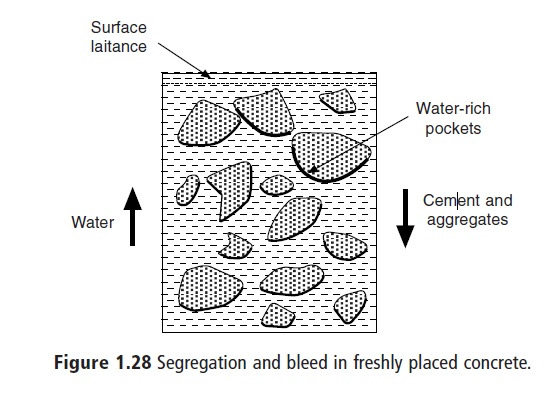 Surface
laitance
Water-rich
pockets
Water
Cement and
aggregates
Figure 1.28 Segregation and bleed in freshly placed concrete.